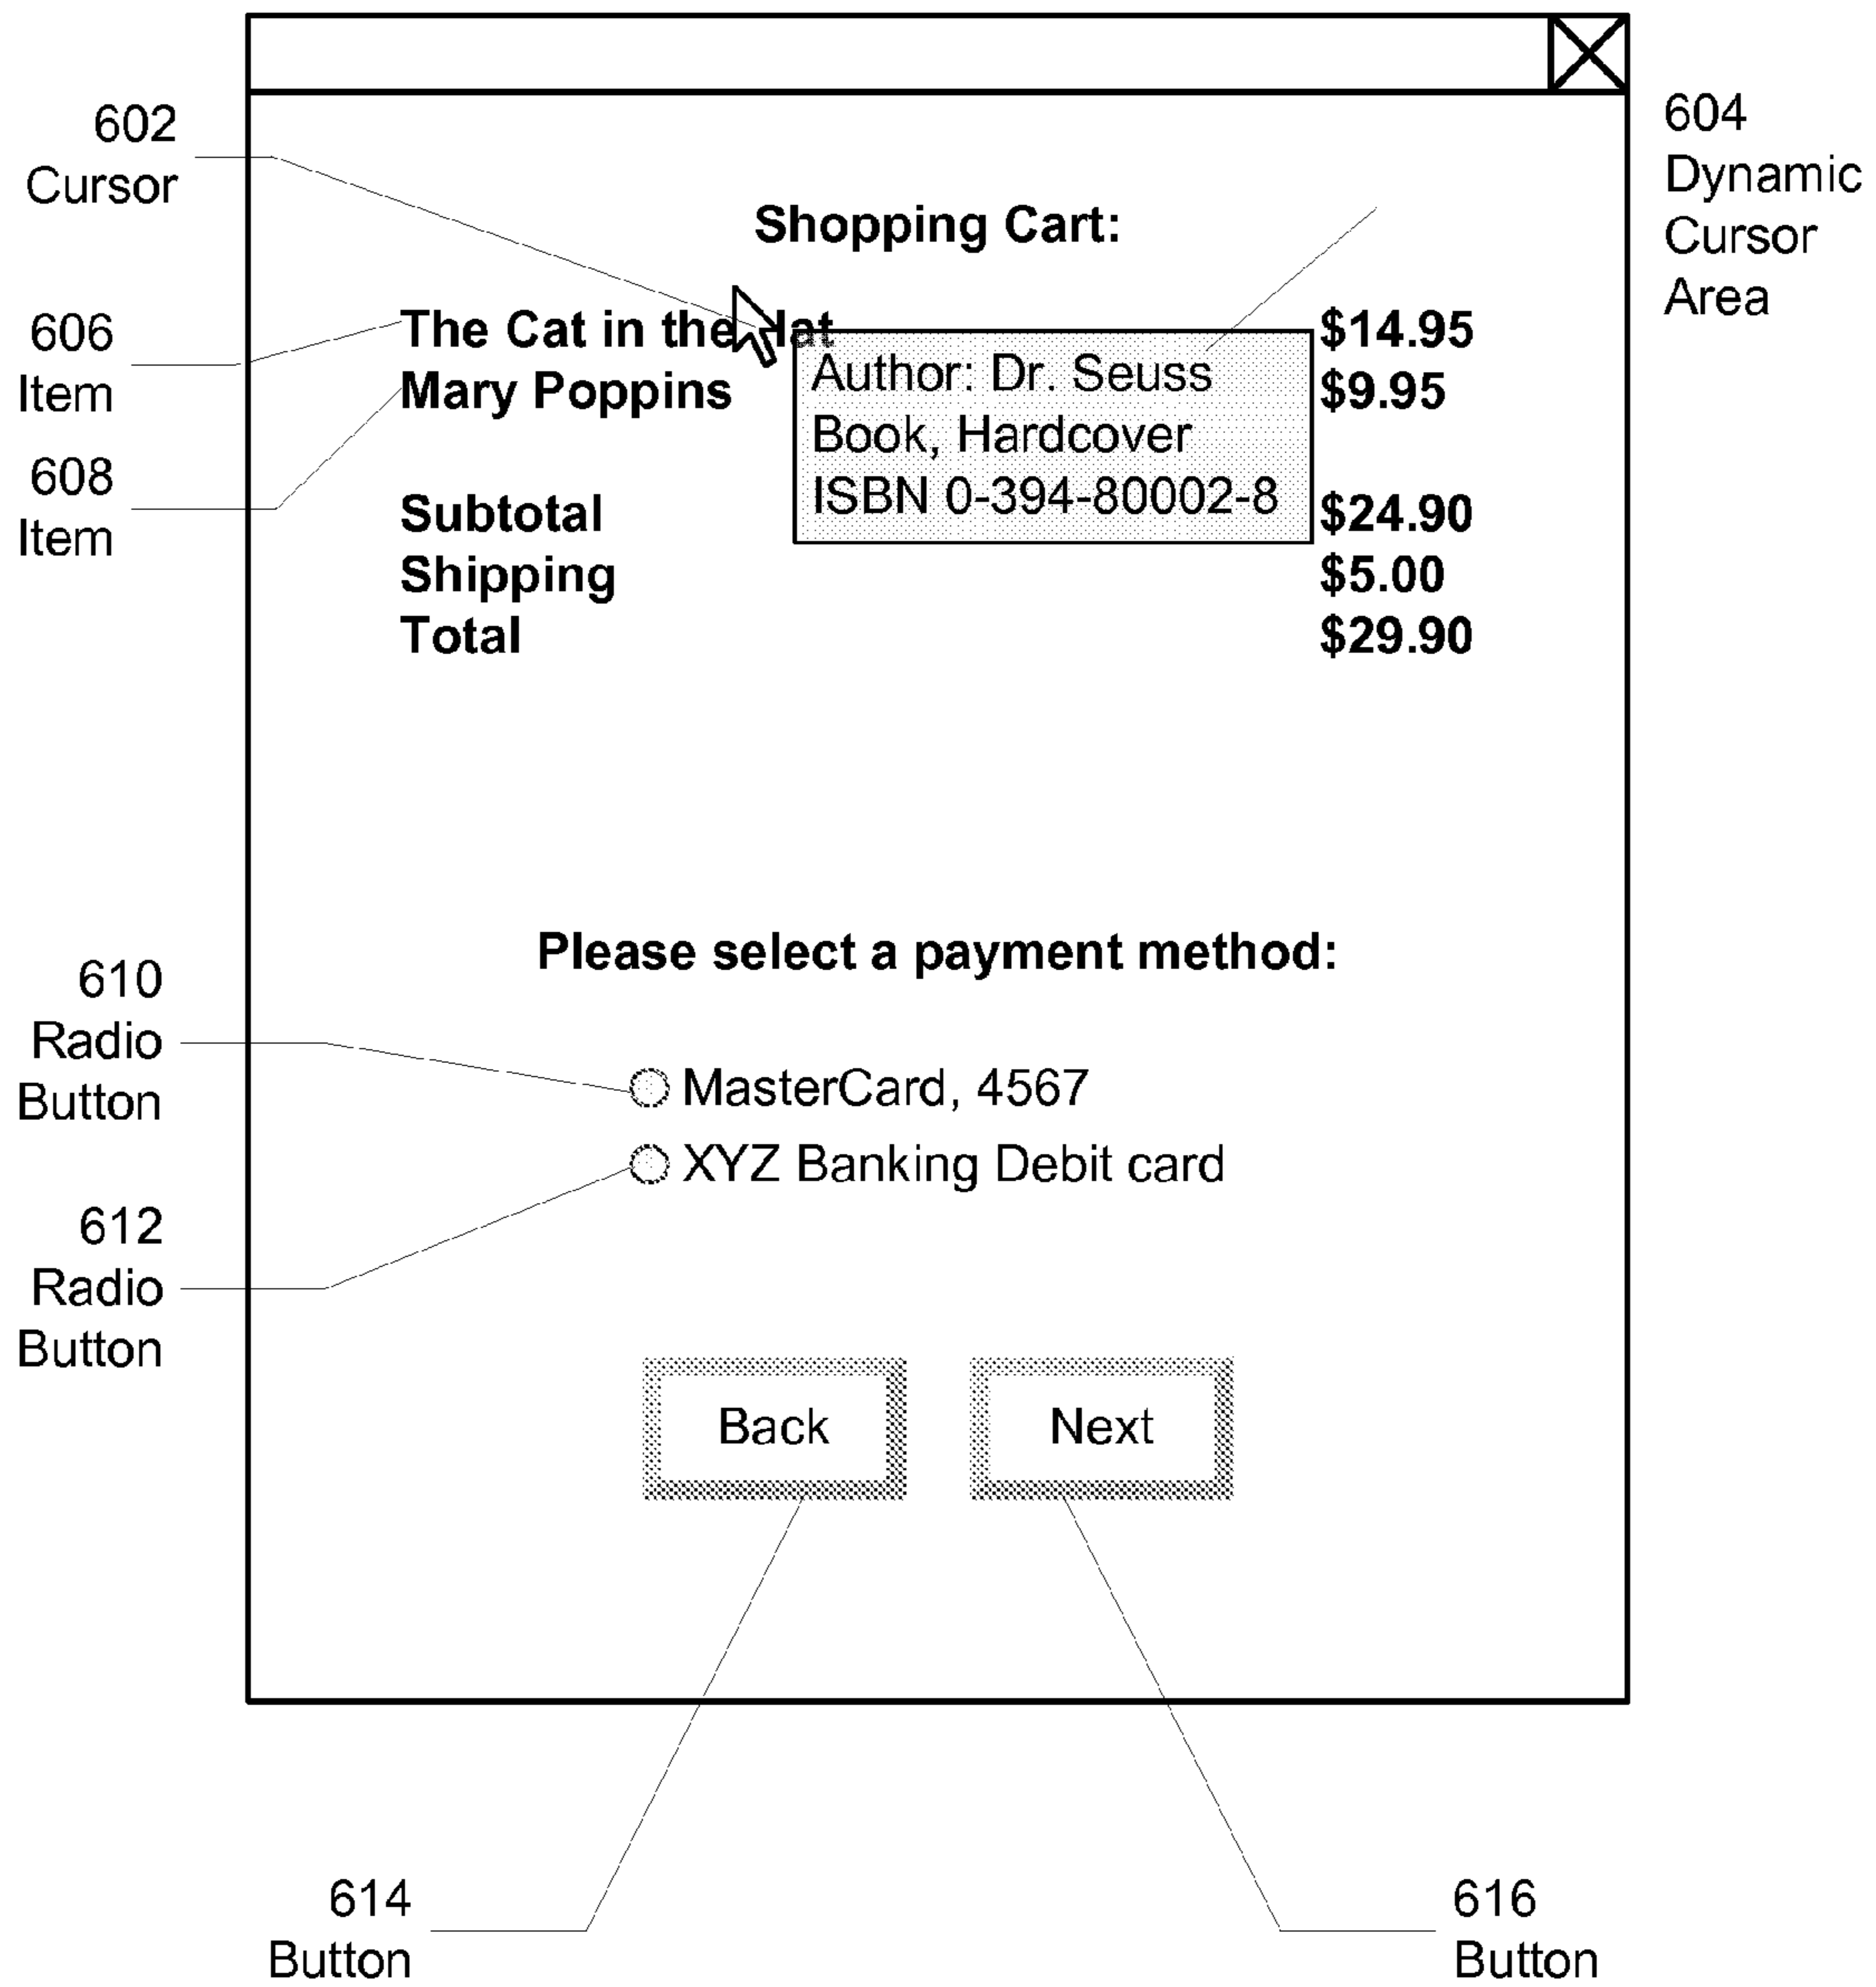 602
Cursor
604
Dynamic
Cursor
Area
Shopping Cart:
606
Item
The Cat in the Hat $14.95
Mary Poppins $9.95
Author: Dr. Seuss
Book, Hardcover
ISBN 0-394-80002-8
608
Item
Subtotal $24.90
Shipping $5.00
Total $29.90
Please select a payment method:
610
Radio
Button
MasterCard, 4567
XYZ Banking Debit card
612
Radio
Button
Back
Next
614
Button
616
Button